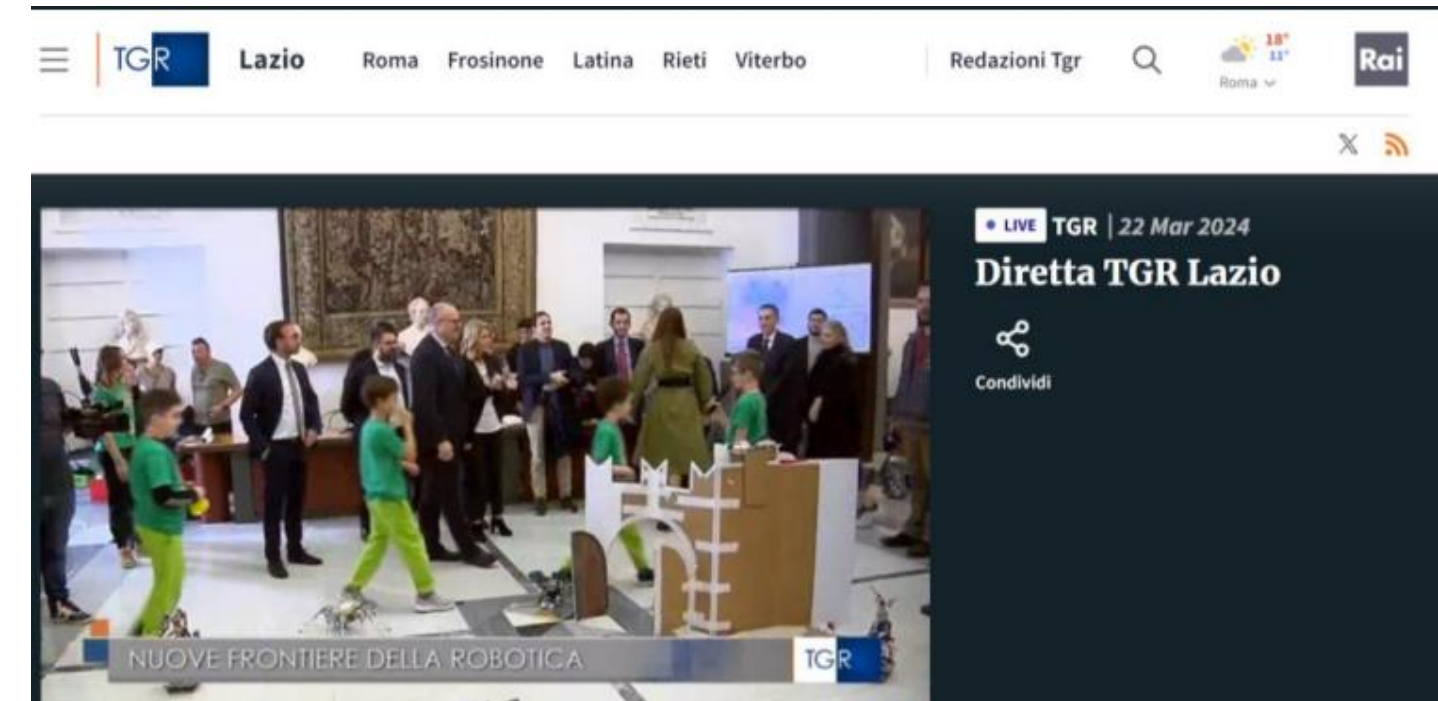 TGR Lazio Roma Frosinone Latina Rieti Viterbo Redazioni Tgr 18° 11° Roma Rai
LIVE TGR | 22 Mar 2024
Diretta TGR Lazio
Condividi
NUOVE FRONTIERE DELLA ROBOTICA TGR